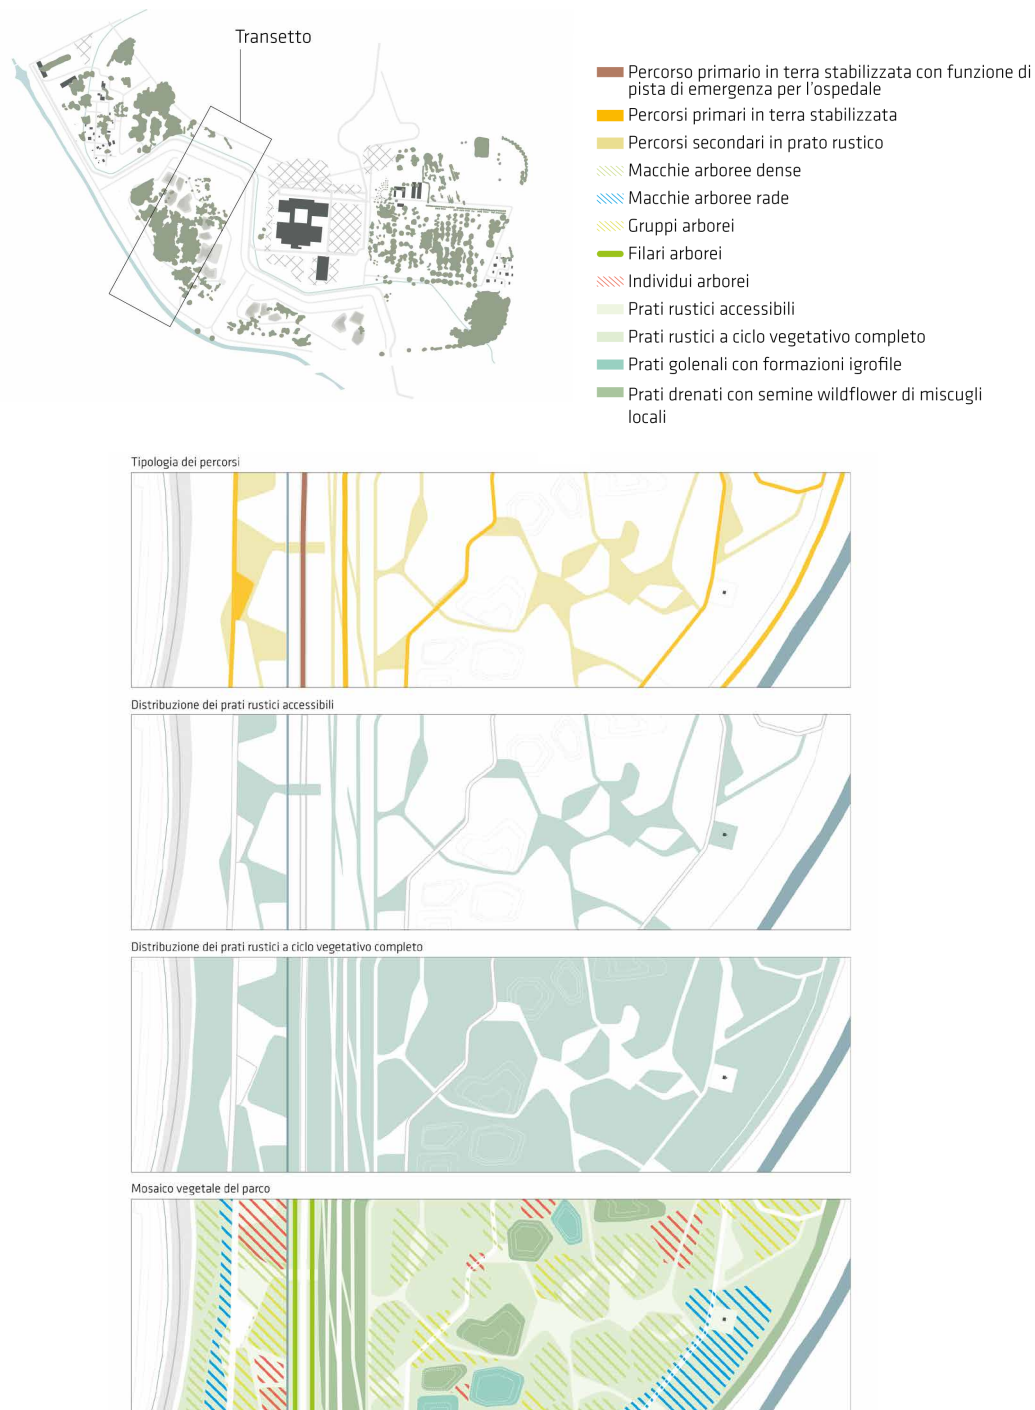 Transetto
Percorso primario in terra stabilizzata con funzione di
pista di emergenza per l'ospedale
Percorsi primari in terra stabilizzata
Percorsi secondari in prato rustico
Macchie arboree dense
Macchie arboree rade
Gruppi arborei
Filari arborei
Individui arborei
Prati rustici accessibili
Prati rustici a ciclo vegetativo completo
Prati golenali con formazioni igrofile
Prati drenati con semine wildflower di miscugli
locali
Tipologia dei percorsi
Distribuzione dei prati rustici accessibili
Distribuzione dei prati rustici a ciclo vegetativo completo
Mosaico vegetale del parco